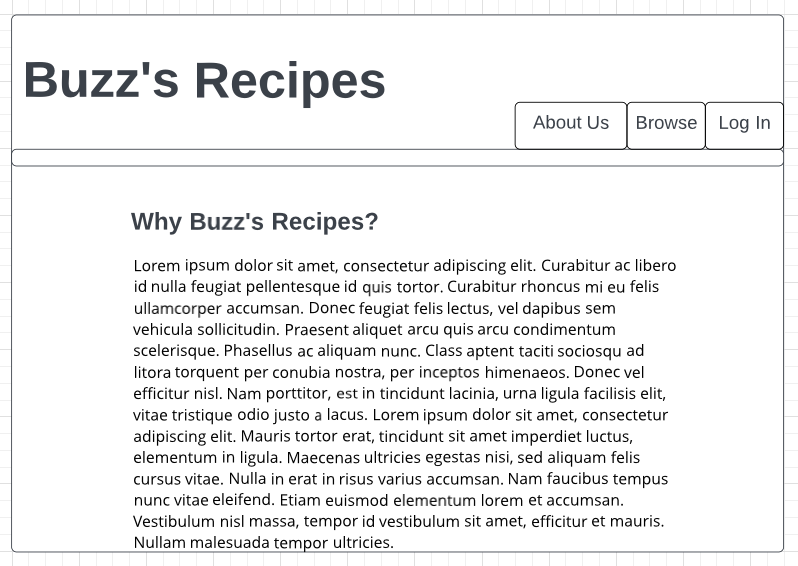 Buzz's Recipes
About Us
Browse
Log In
Why Buzz's Recipes?
Lorem ipsum dolor sit amet, consectetur adipiscing elit. Curabitur ac libero
id nulla feugiat pellentesque id quis tortor. Curabitur rhoncus mi eu felis
ullamcorper accumsan. Donec feugiat felis lectus, vel dapibus sem
vehicula sollicitudin. Praesent aliquet arcu quis arcu condimentum
scelerisque. Phasellus ac aliquam nunc. Class aptent taciti sociosqu ad
litora torquent per conubia nostra, per inceptos himenaeos. Donec vel
efficitur nisl. Nam porttitor, est in tincidunt lacinia, urna ligula facilisis elit,
vitae tristique odio justo a lacus. Lorem ipsum dolor sit amet, consectetur
adipiscing elit. Mauris tortor erat, tincidunt sit amet imperdiet luctus,
elementum in ligula. Maecenas ultricies egestas nisi, sed aliquam felis
cursus vitae. Nulla in erat in risus varius accumsan. Nam faucibus tempus
nunc vitae eleifend. Etiam euismod elementum lorem et accumsan.
Vestibulum nisl massa, tempor id vestibulum sit amet, efficitur et mauris.
Nullam malesuada tempor ultricies.